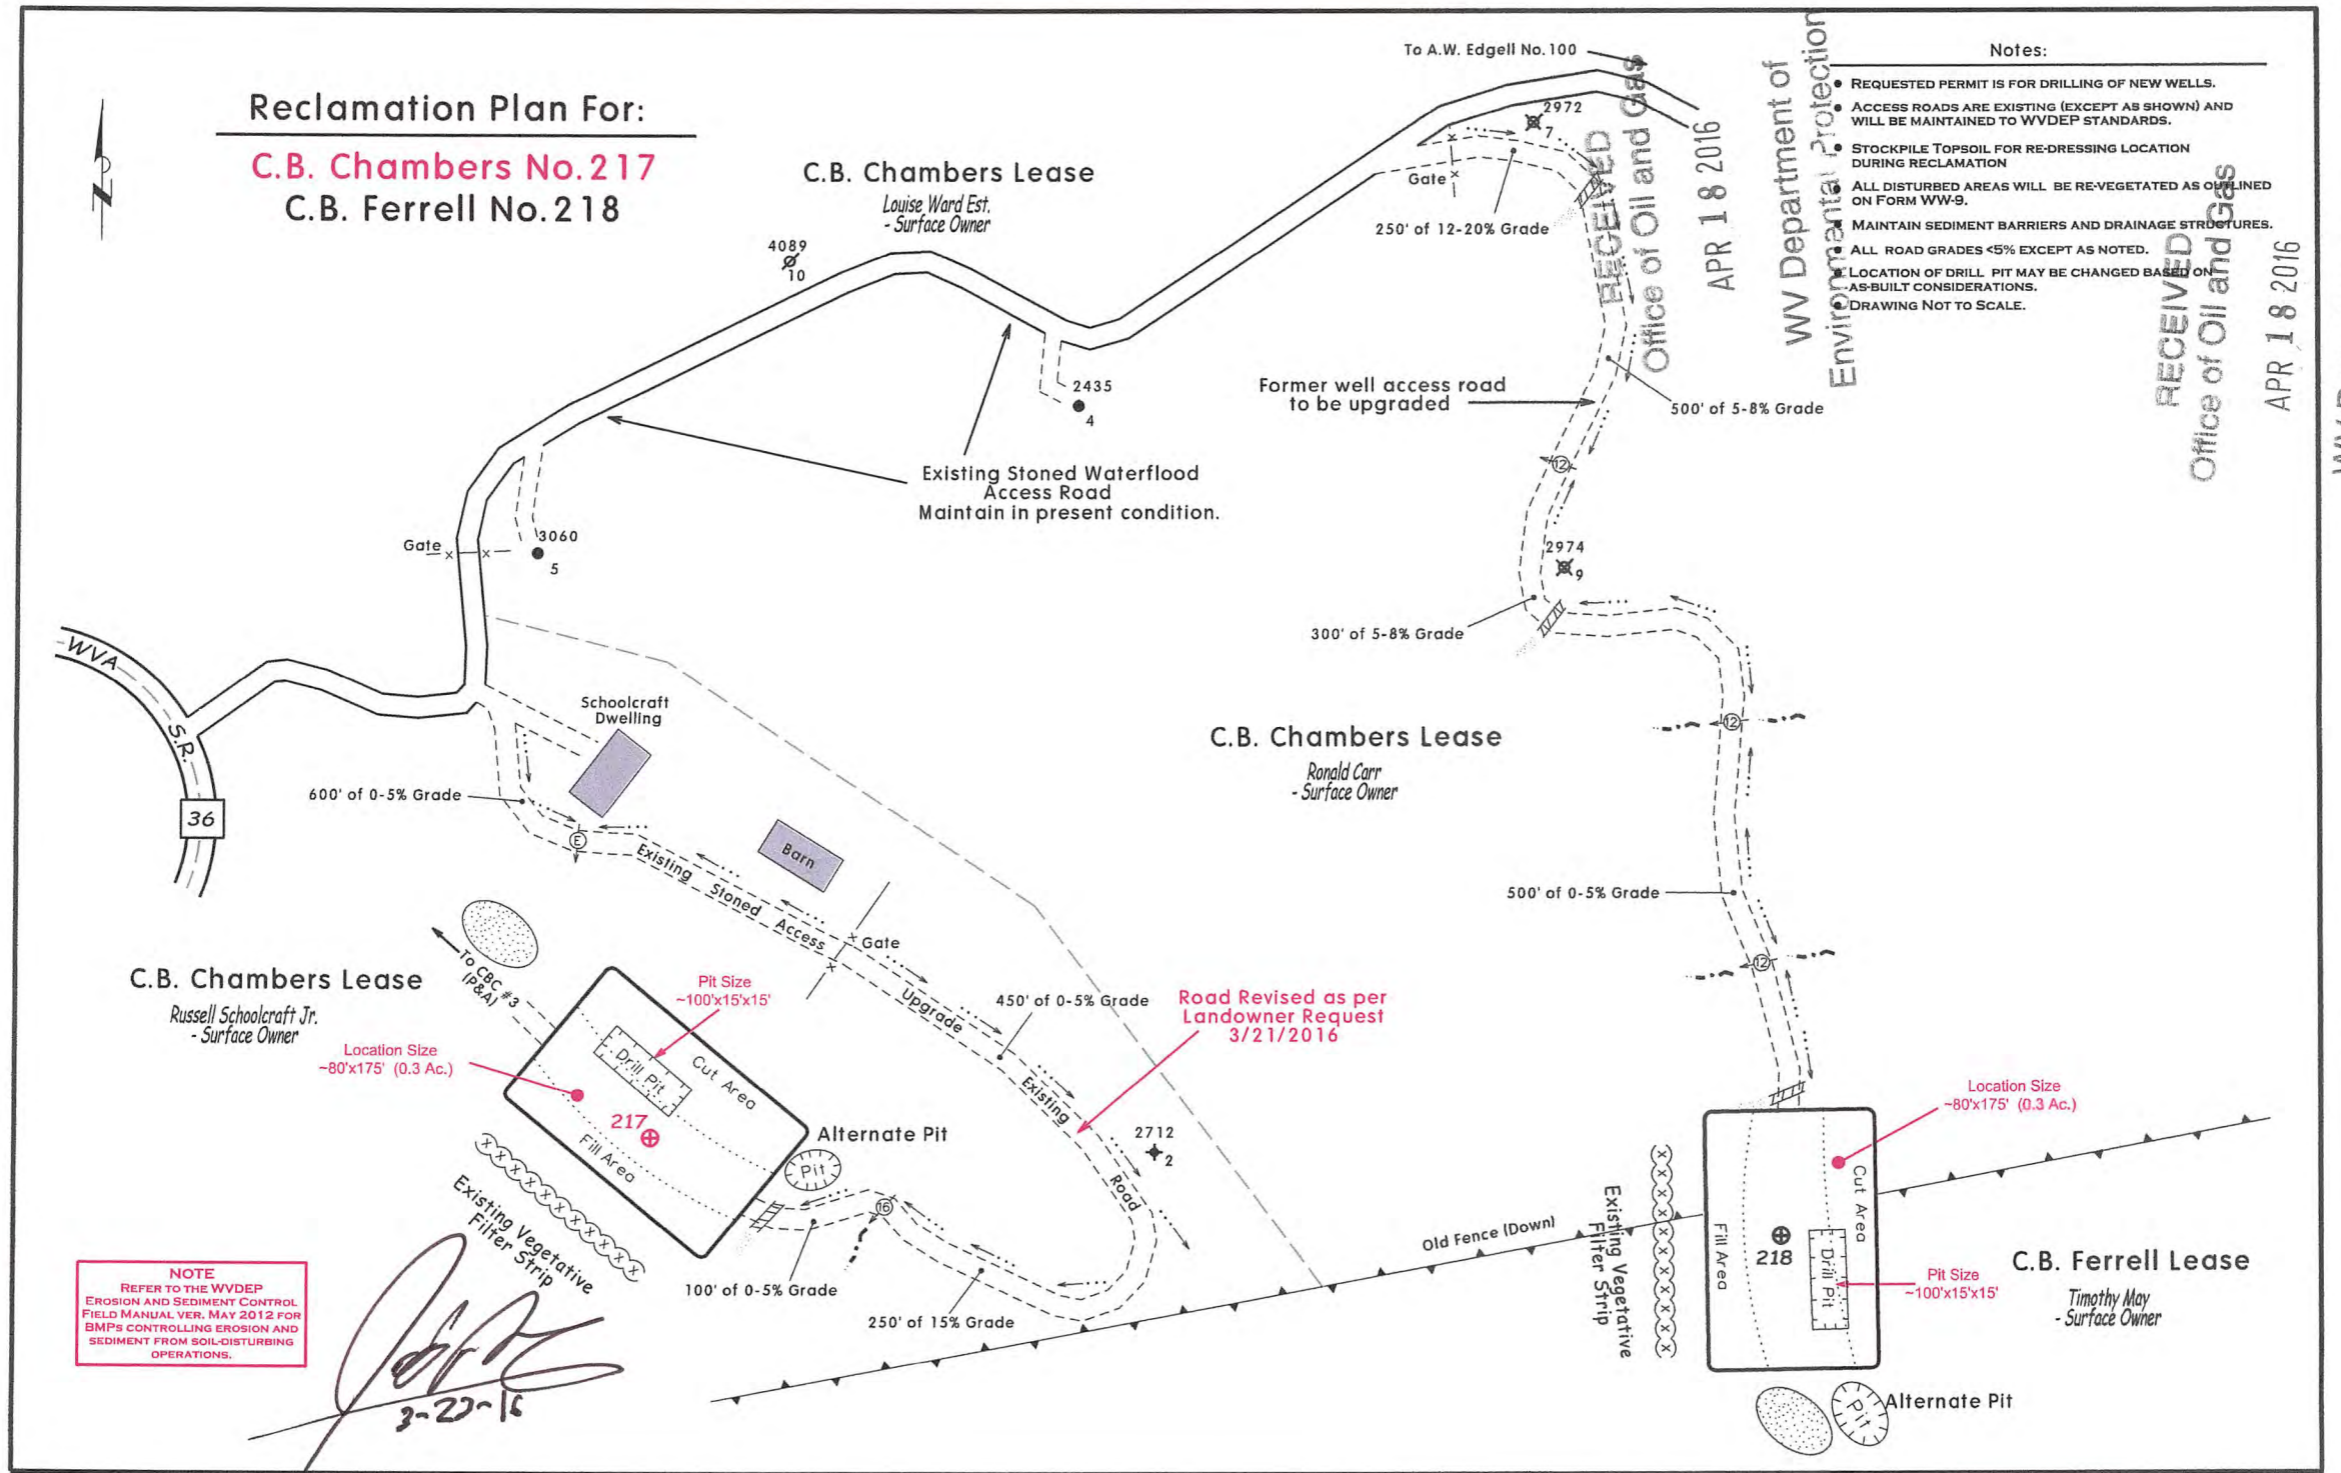 Reclamation Plan For:
C.B. Chambers No.217
C.B. Ferrell No.218
N
To A.W. Edgell No.100
Notes:
• REQUESTED PERMIT IS FOR DRILLING OF NEW WELLS.
• ACCESS ROADS ARE EXISTING (EXCEPT AS SHOWN) AND
WILL BE MAINTAINED TO WVDEP STANDARDS.
• STOCKPILE TOPSOIL FOR RE-DRESSING LOCATION
DURING RECLAMATION
• ALL DISTURBED AREAS WILL BE RE-VEGETATED AS OUTLINED
ON FORM WW-9.
• MAINTAIN SEDIMENT BARRIERS AND DRAINAGE STRUCTURES.
• ALL ROAD GRADES <5% EXCEPT AS NOTED.
• LOCATION OF DRILL PIT MAY BE CHANGED BASED ON
AS-BUILT CONSIDERATIONS.
• DRAWING NOT TO SCALE.
RECEIVED
Office of Oil and Gas
APR 18 2016
WV Department of
Environmental Protection
RECEIVED
Office of Oil and Gas
APR 18 2016
C.B. Chambers Lease
Louise Ward Est.
- Surface Owner
4089
10
2972
7
Gate
250' of 12-20% Grade
2435
4
Former well access road
to be upgraded
500' of 5-8% Grade
Existing Stoned Waterflood
Access Road
Maintain in present condition.
12
Gate
3060
5
2974
9
300' of 5-8% Grade
WVA
S.R.
36
Schoolcraft
Dwelling
600' of 0-5% Grade
E
Barn
C.B. Chambers Lease
Ronald Carr
- Surface Owner
12
500' of 0-5% Grade
12
Existing Stoned Access
Upgrade
Existing
Road
Gate
To CBC #3
(P&A)
C.B. Chambers Lease
Russell Schoolcraft Jr.
- Surface Owner
Pit Size
~100'x15'x15'
Location Size
~80'x175' (0.3 Ac.)
450' of 0-5% Grade
Road Revised as per
Landowner Request
3/21/2016
Drill Pit
Cut Area
217
Fill Area
Alternate Pit
Pit
2712
2
Existing Vegetative
Filter Strip
16
100' of 0-5% Grade
250' of 15% Grade
Old Fence (Down)
Location Size
~80'x175' (0.3 Ac.)
Existing Vegetative
Filter Strip
Fill Area
Cut Area
218
Drill Pit
Pit Size
~100'x15'x15'
C.B. Ferrell Lease
Timothy May
- Surface Owner
Pit
Alternate Pit
NOTE
REFER TO THE WVDEP
EROSION AND SEDIMENT CONTROL
FIELD MANUAL VER. MAY 2012 FOR
BMPS CONTROLLING EROSION AND
SEDIMENT FROM SOIL-DISTURBING
OPERATIONS.